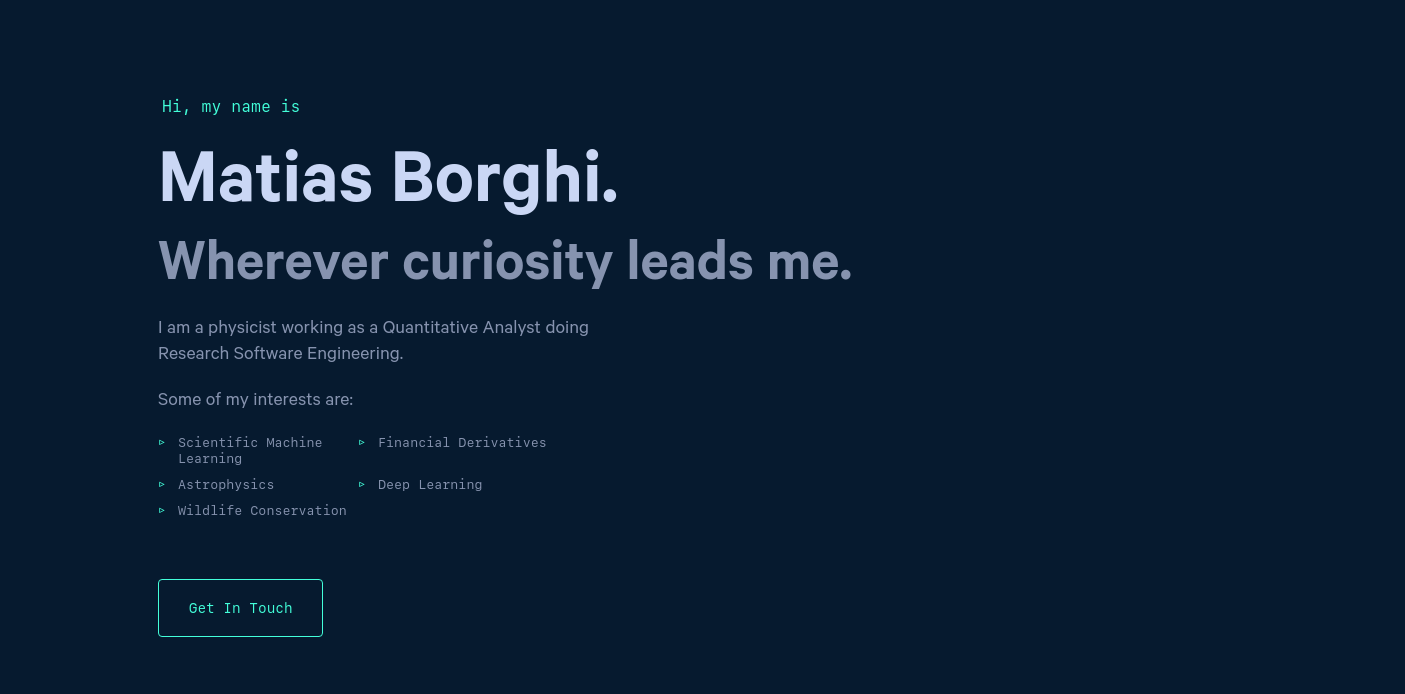 Hi, my name is
Matias Borghi.
Wherever curiosity leads me.
I am a physicist working as a Quantitative Analyst doing
Research Software Engineering.
Some of my interests are:
▹ Scientific Machine
Learning
▹ Financial Derivatives
▹ Astrophysics
▹ Deep Learning
▹ Wildlife Conservation
Get In Touch